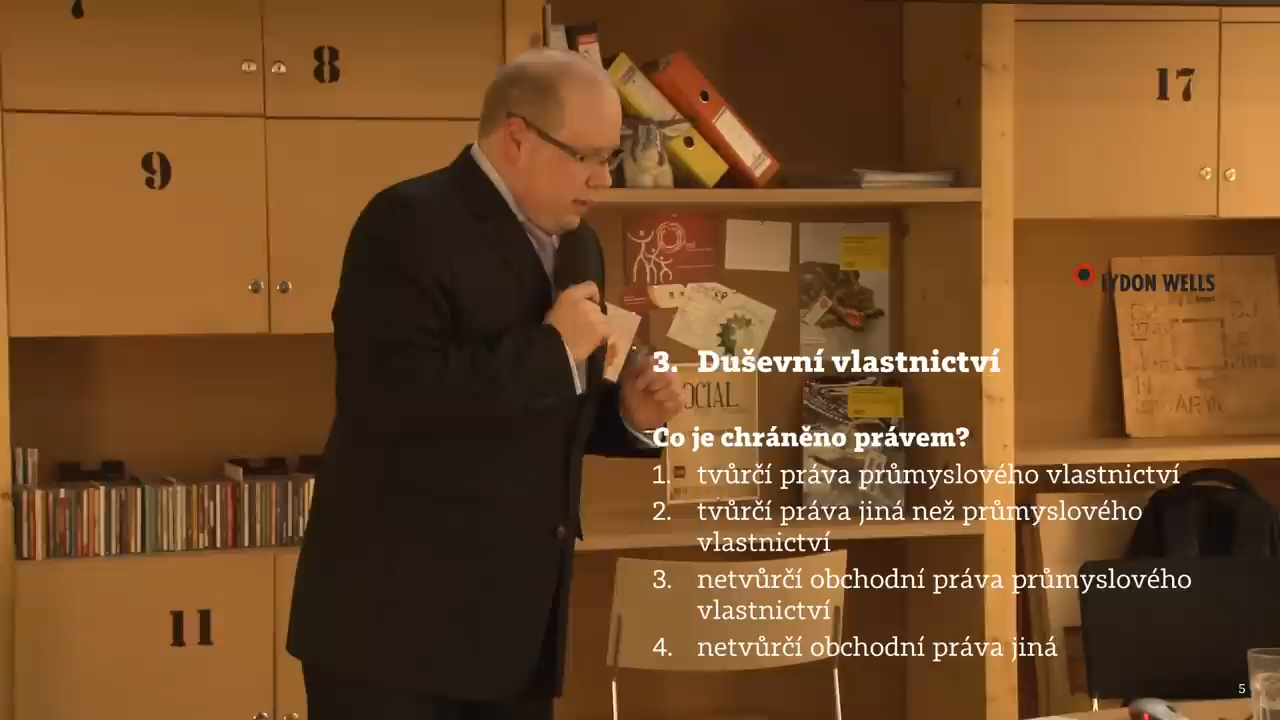 8
17
9
LYDON WELLS
3. Duševní vlastnictví
OCIAL
Co je chráněno právem?
1. tvůrčí práva průmyslového vlastnictví
2. tvůrčí práva jiná než průmyslového
vlastnictví
3. netvůrčí obchodní práva průmyslového
vlastnictví
11
4. netvůrčí obchodní práva jiná
5